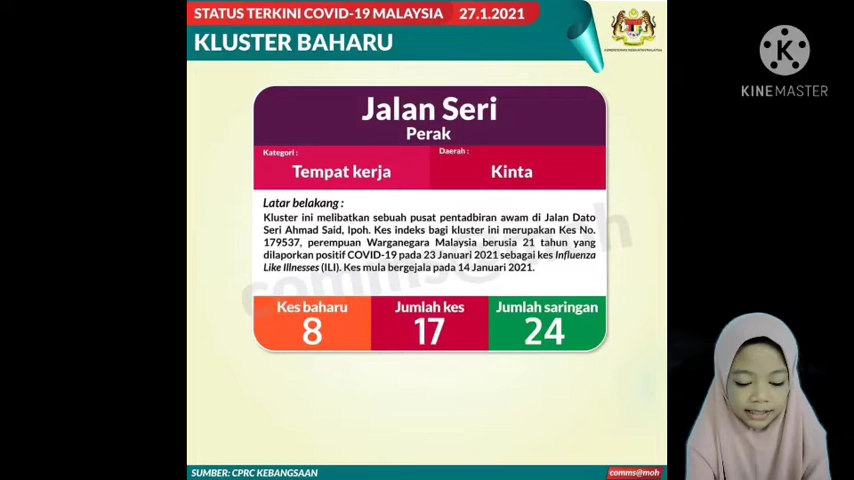 STATUS TERKINI COVID-19 MALAYSIA 27.1.2021
KLUSTER BAHARU
KINEMASTER
Jalan Seri
Perak
Kategori :
Tempat kerja
Daerah :
Kinta
Latar belakang :
Kluster ini melibatkan sebuah pusat pentadbiran awam di Jalan Dato
Seri Ahmad Said, Ipoh. Kes indeks bagi kluster ini merupakan Kes No.
179537, perempuan Warganegara Malaysia berusia 21 tahun yang
dilaporkan positif COVID-19 pada 23 Januari 2021 sebagai kes Influenza
Like Illnesses (ILI). Kes mula bergejala pada 14 Januari 2021.
Kes baharu
8
Jumlah kes
17
Jumlah saringan
24
SUMBER: CPRC KEBANGSAAN
comms@moh